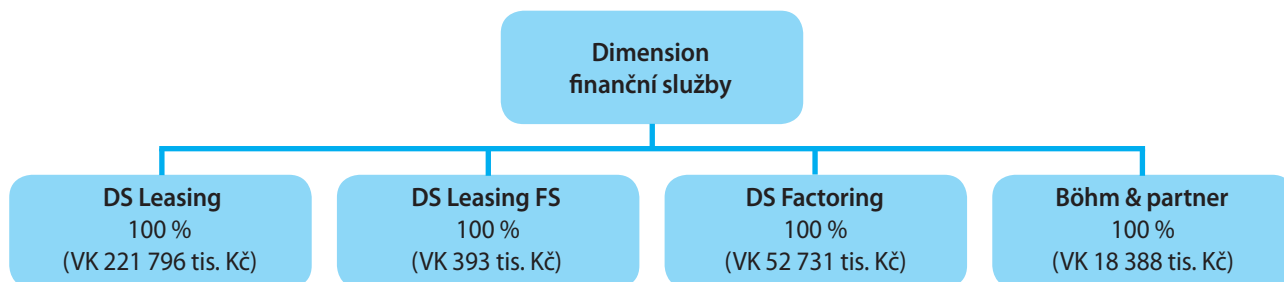 Dimension
finanční služby
DS Leasing
100 %
(VK 221 796 tis. Kč)
DS Leasing FS
100 %
(VK 393 tis. Kč)
DS Factoring
100 %
(VK 52 731 tis. Kč)
Böhm & partner
100 %
(VK 18 388 tis. Kč)